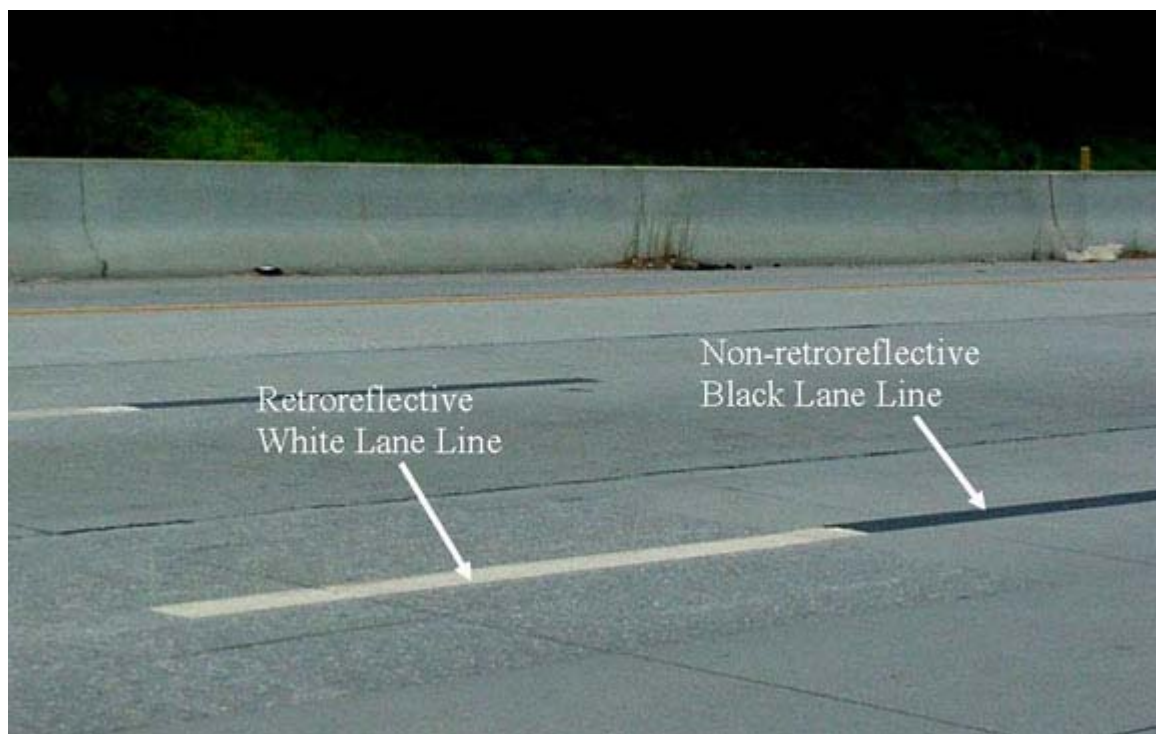 Non-retroreflective
Black Lane Line
Retroreflective
White Lane Line